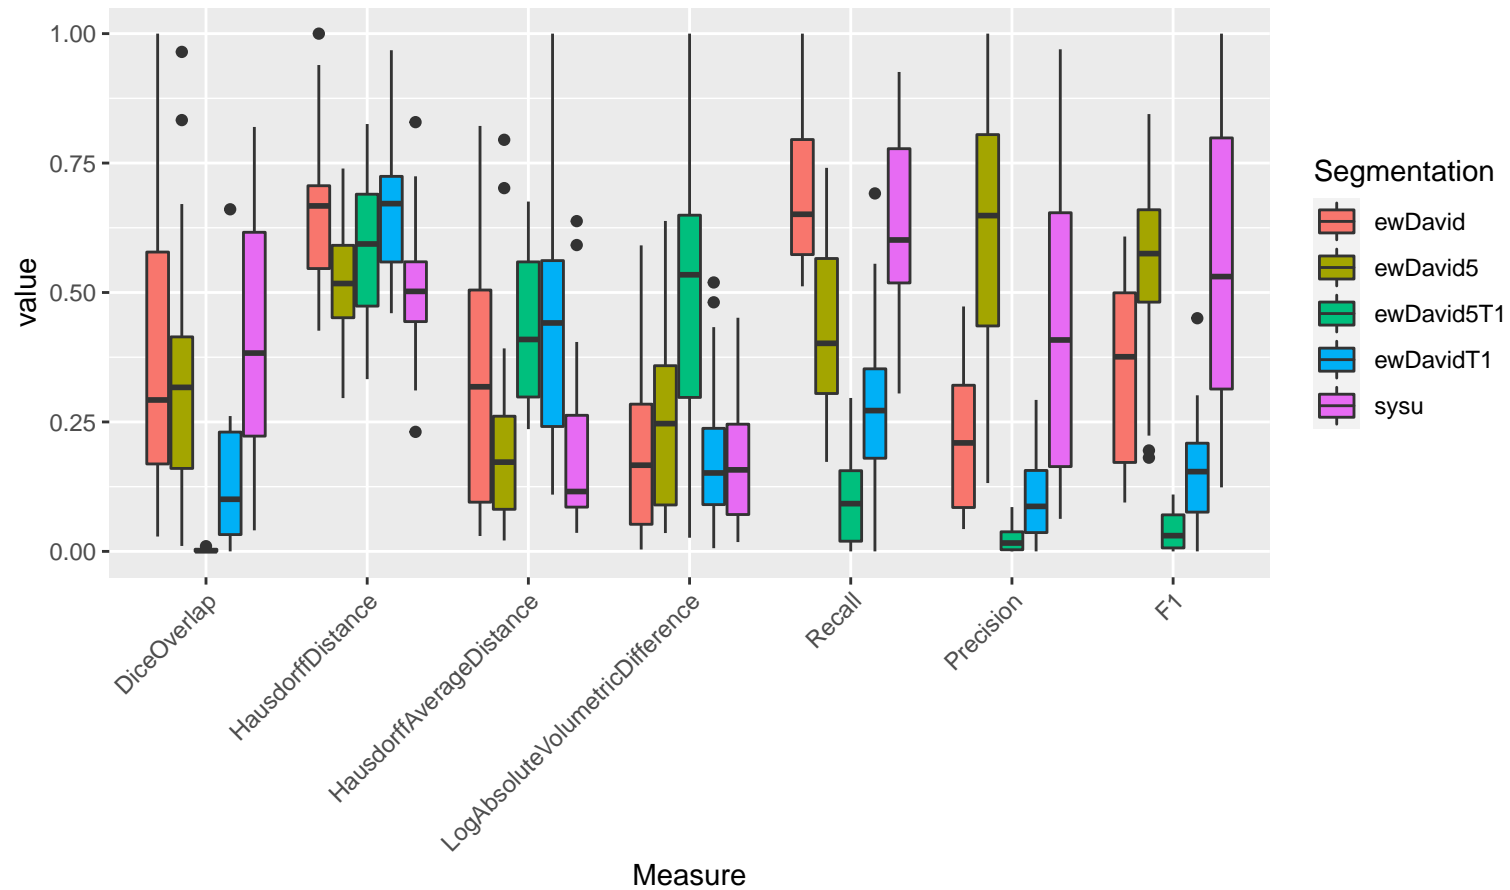 1.00
0.75
0.50
0.25
0.00
value
DiceOverlap
HausdorffDistance
HausdorffAverageDistance
LogAbsoluteVolumetricDifference
Recall
Precision
F1
Measure
Segmentation
ewDavid
ewDavid5
ewDavid5T1
ewDavidT1
sysu